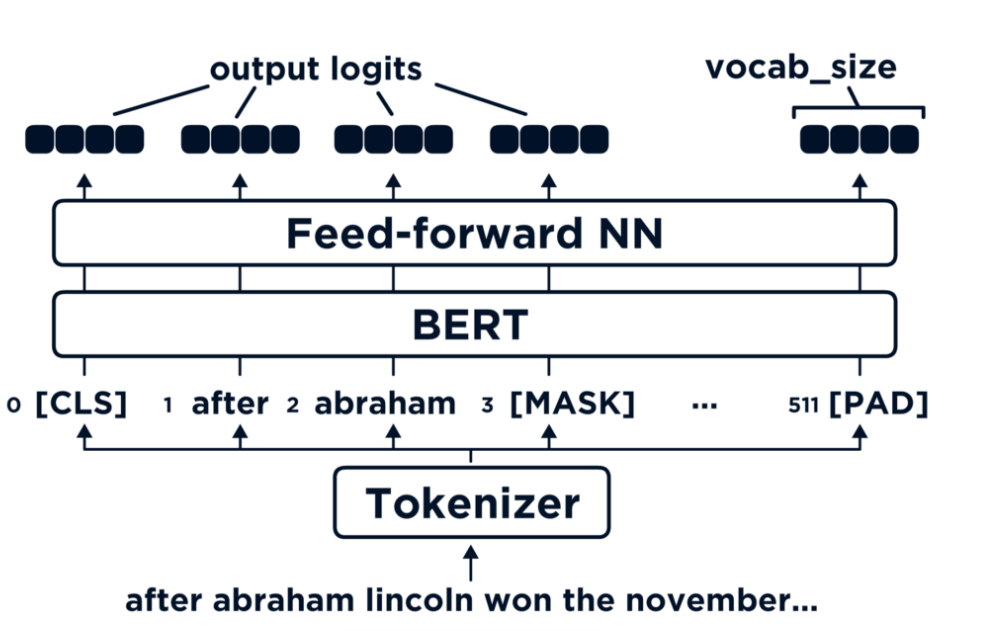 output logits
vocab_size
Feed-forward NN
BERT
0 [CLS] 1 after 2 abraham 3 [MASK] ... 511 [PAD]
Tokenizer
after abraham lincoln won the november...